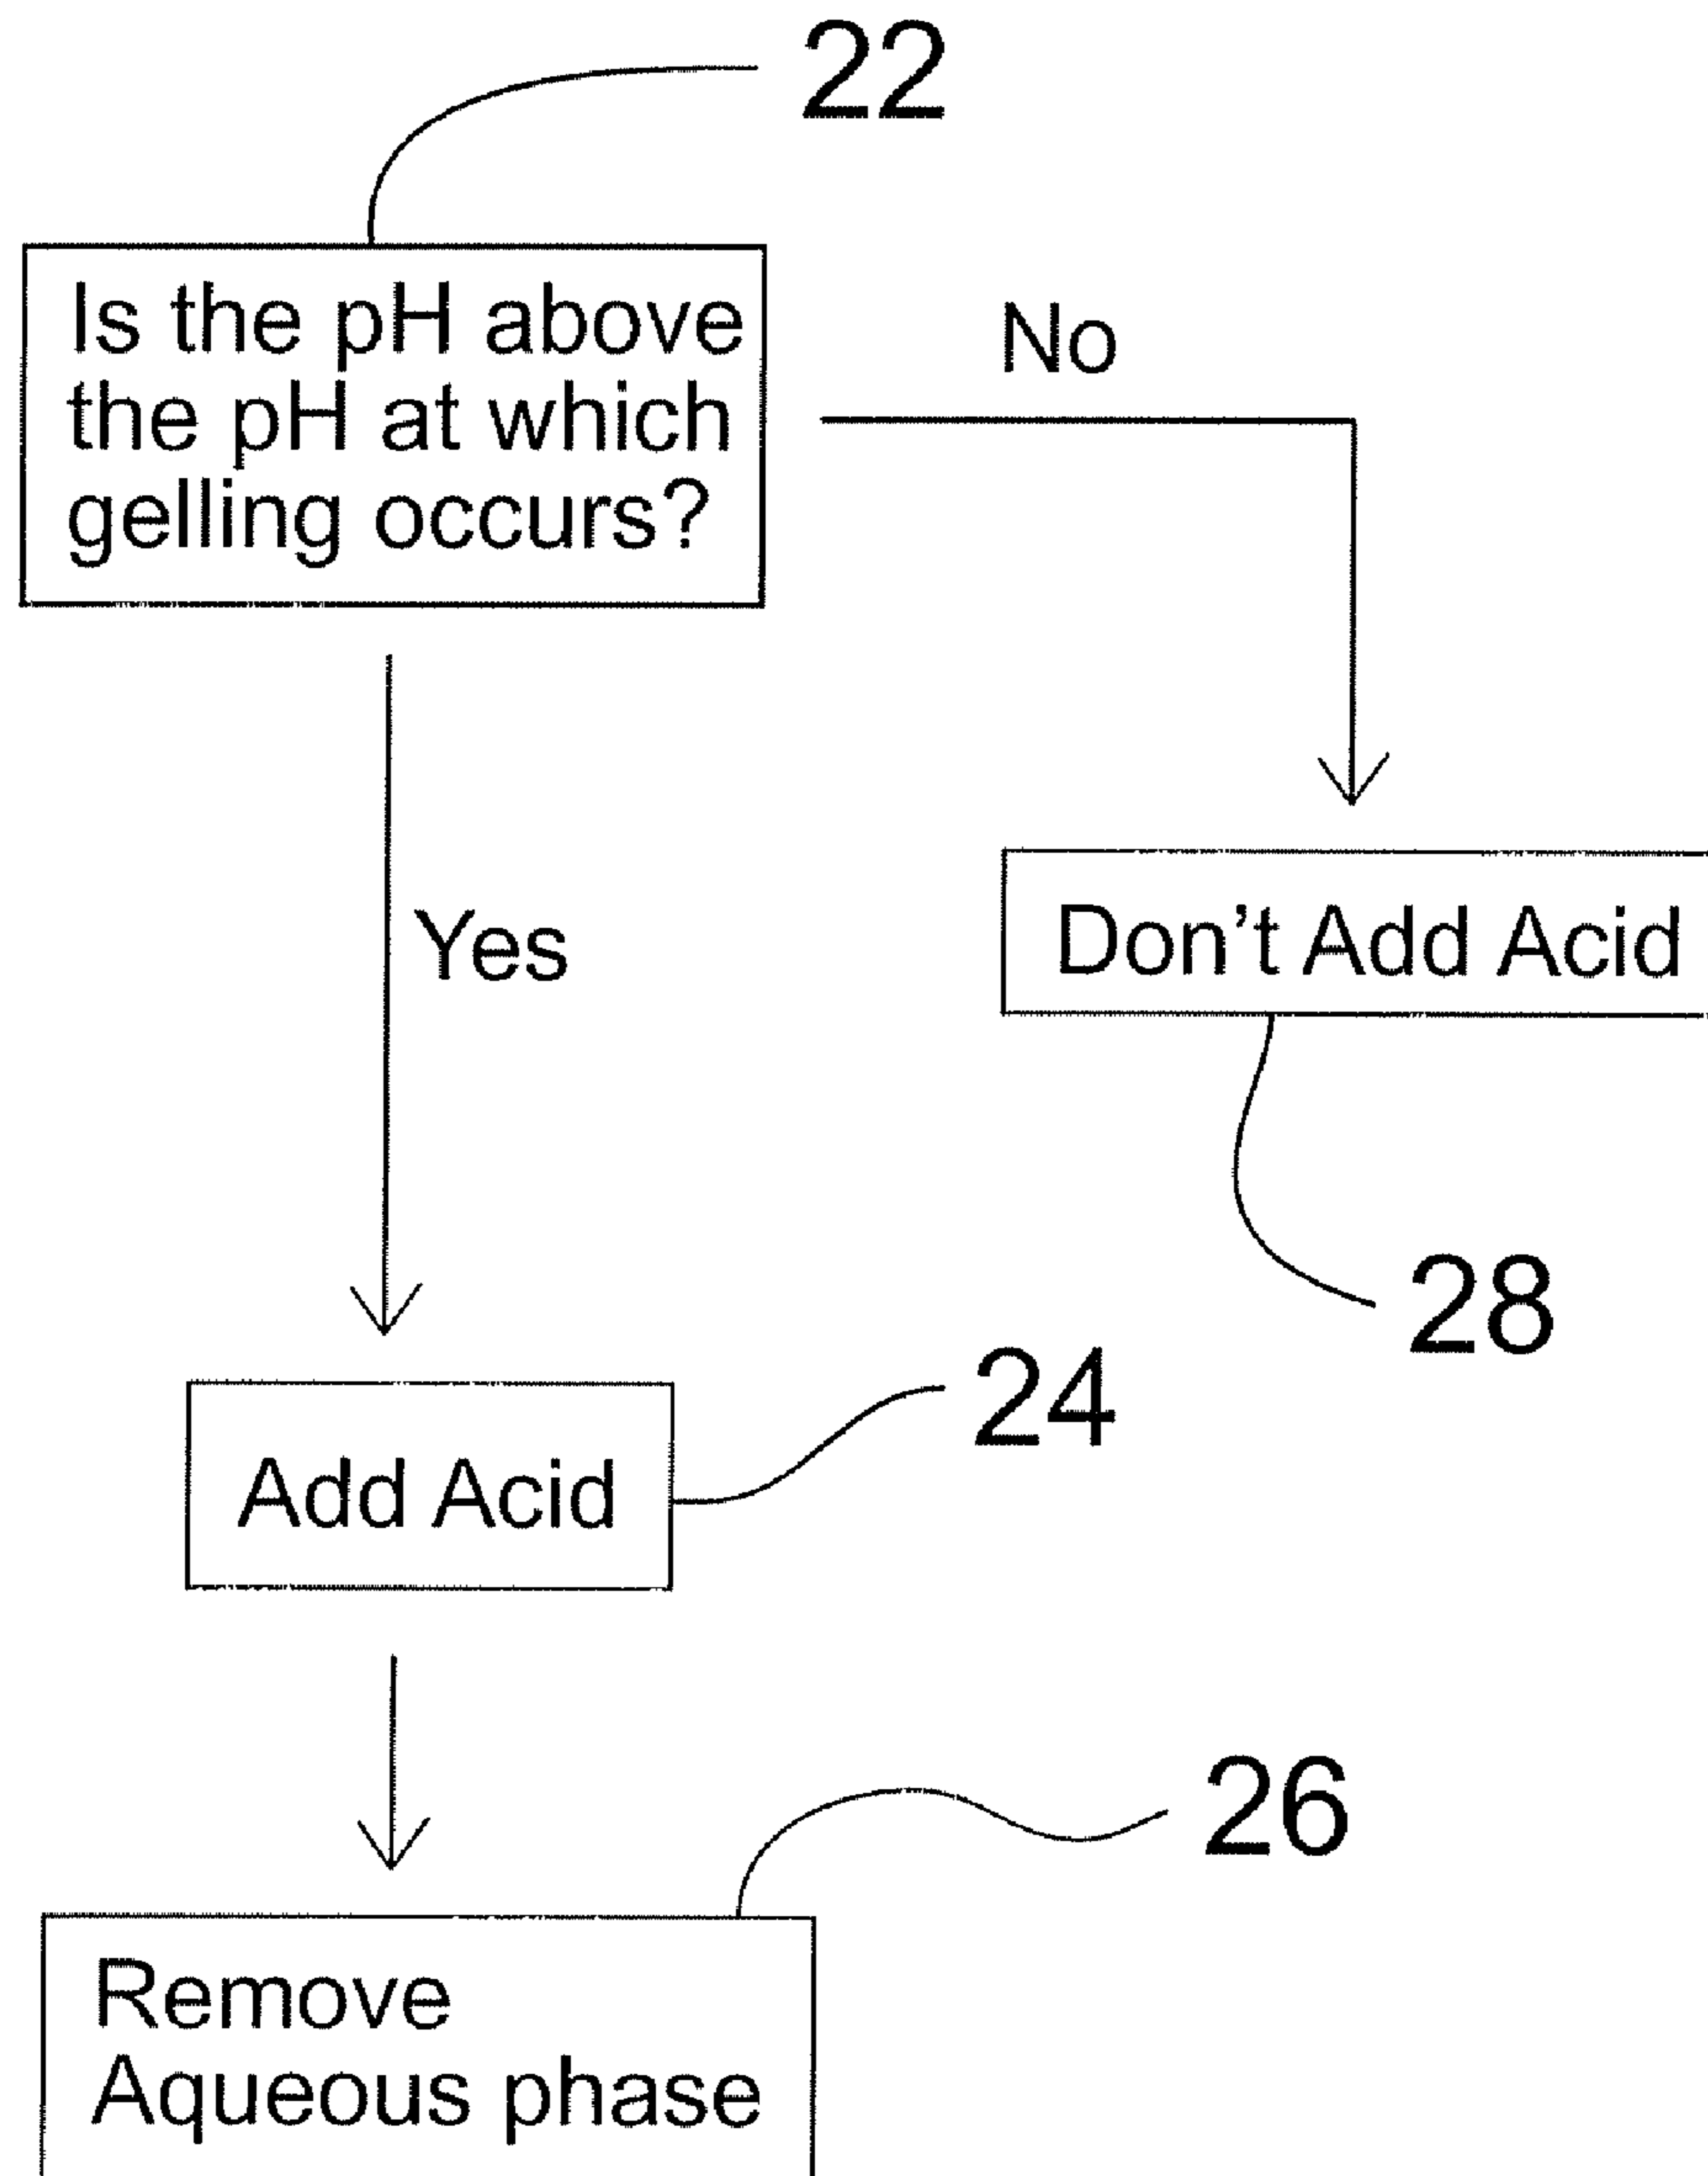 22
Is the pH above
the pH at which
gelling occurs?
No
Yes
Don't Add Acid
28
24
Add Acid
26
Remove
Aqueous phase